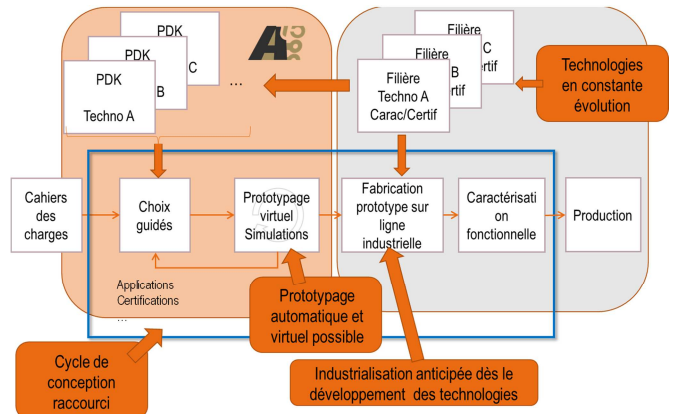 PDK
PDK
C
PDK
B
Techno A
...
A
Filière
C
Filière
B
ertif
Filière
Techno A
Carac/Certif
ertif
Technologies
en constante
évolution
Cahiers
des
charges
Choix
guidés
Prototypage
virtuel
Simulations
Fabrication
prototype sur
ligne
industrielle
Caractérisati
on
fonctionnelle
Production
Applications
Certifications
...
Prototypage
automatique et
virtuel possible
Cycle de
conception
raccourci
Industrialisation anticipée dès le
développement des technologies